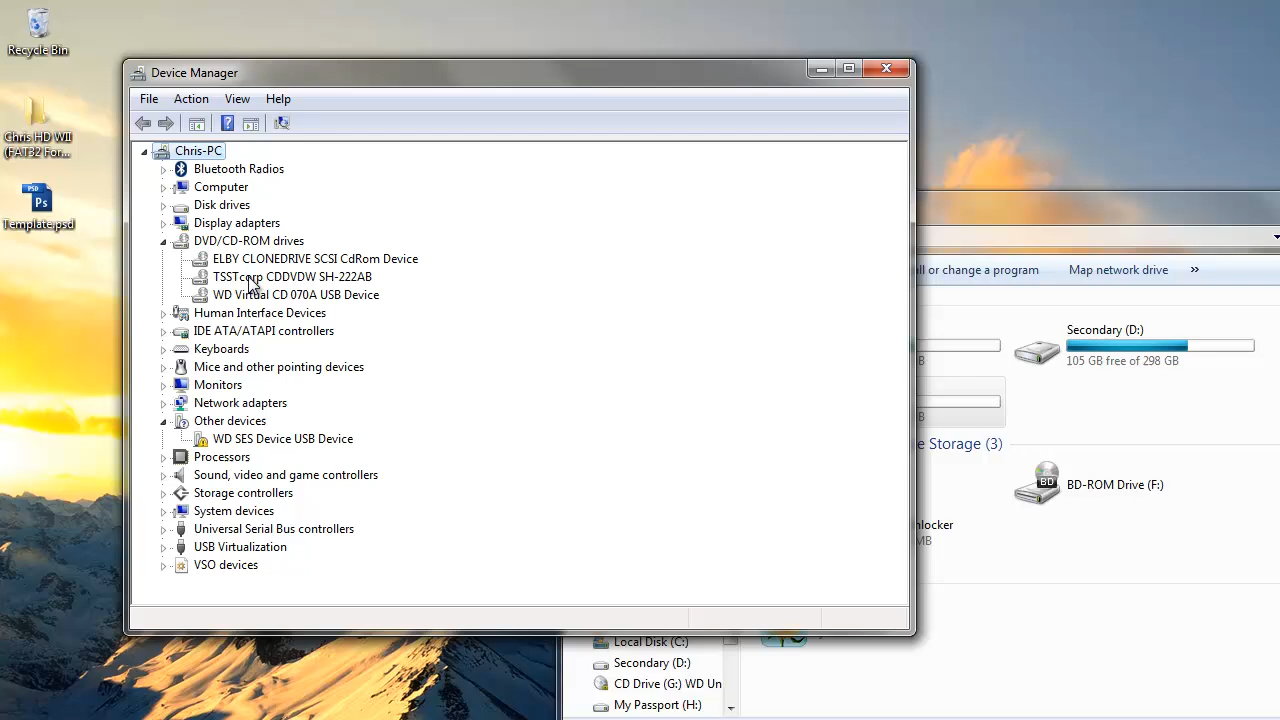 Recycle Bin
Chris HD WII
(FAT32 For...
PSD
Ps
Template.psd
Device Manager
File Action View Help
Chris-PC
Bluetooth Radios
Computer
Disk drives
Display adapters
DVD/CD-ROM drives
ELBY CLONEDRIVE SCSI CdRom Device
TSSTcorp CDDVDW SH-222AB
WD Virtual CD 070A USB Device
Human Interface Devices
IDE ATA/ATAPI controllers
Keyboards
Mice and other pointing devices
Monitors
Network adapters
Other devices
WD SES Device USB Device
Processors
Sound, video and game controllers
Storage controllers
System devices
Universal Serial Bus controllers
USB Virtualization
VSO devices
ll or change a program Map network drive »
Secondary (D:)
105 GB free of 298 GB
B
B
e Storage (3)
BD
BD-ROM Drive (F:)
nlocker
MB
Local Disk (C:)
Secondary (D:)
CD Drive (G:) WD Un
My Passport (H:)